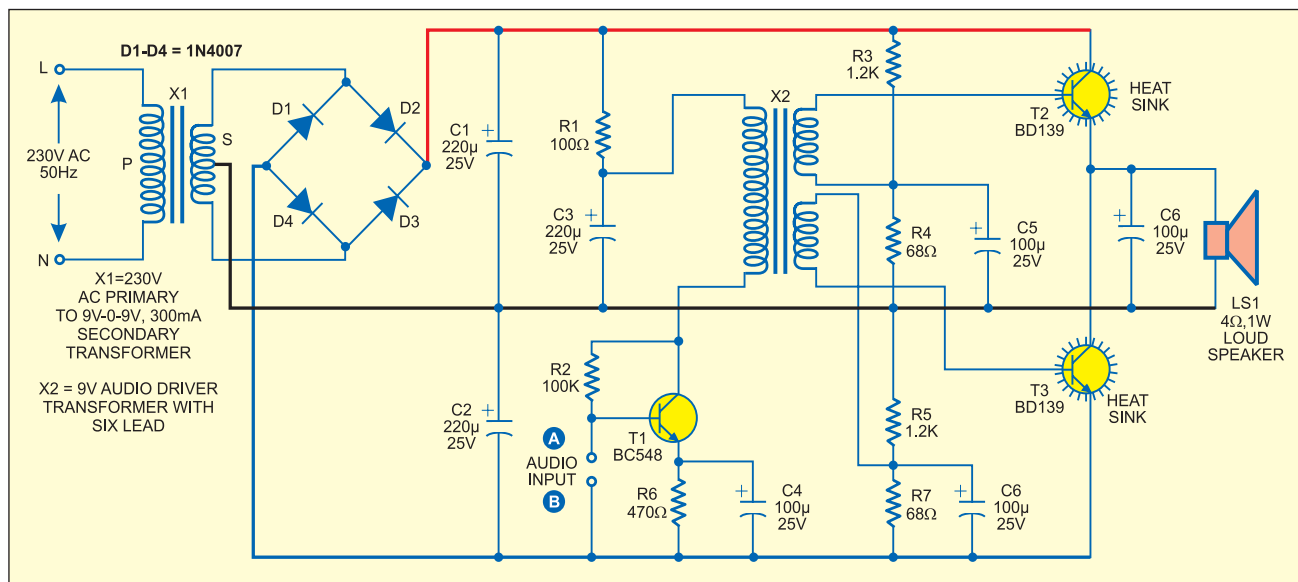 D1-D4 = 1N4007
L
X1
230V AC
50Hz
P
S
N
D1
D2
D4
D3
X1=230V
AC PRIMARY
TO 9V-0-9V, 300mA
SECONDARY
TRANSFORMER
X2 = 9V AUDIO DRIVER
TRANSFORMER WITH
SIX LEAD
+
C1
220µ
25V
+
C2
220µ
25V
R1
100Ω
+
C3
220µ
25V
R2
100K
A
AUDIO
INPUT
B
T1
BC548
R6
470Ω
+
C4
100µ
25V
X2
R3
1.2K
R4
68Ω
+
C5
100µ
25V
R5
1.2K
R7
68Ω
+
C6
100µ
25V
T2
BD139
HEAT
SINK
+
C6
100µ
25V
LS1
4Ω,1W
LOUD
SPEAKER
T3
BD139
HEAT
SINK